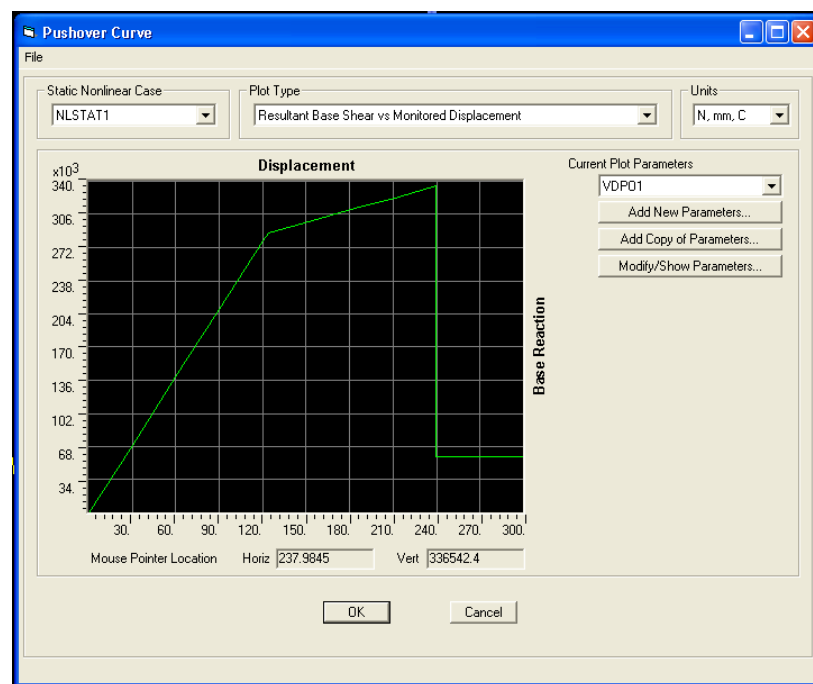 Pushover Curve
File
Static Nonlinear Case
NLSTAT1
Plot Type
Resultant Base Shear vs Monitored Displacement
Units
N, mm, C
Displacement
x103
340.
306.
272.
238.
204.
170.
136.
102.
68.
34.
30. 60. 90. 120. 150. 180. 210. 240. 270. 300.
Base Reaction
Mouse Pointer Location Horiz 237.9845 Vert 336542.4
Current Plot Parameters
VDPO1
Add New Parameters...
Add Copy of Parameters...
Modify/Show Parameters...
OK Cancel